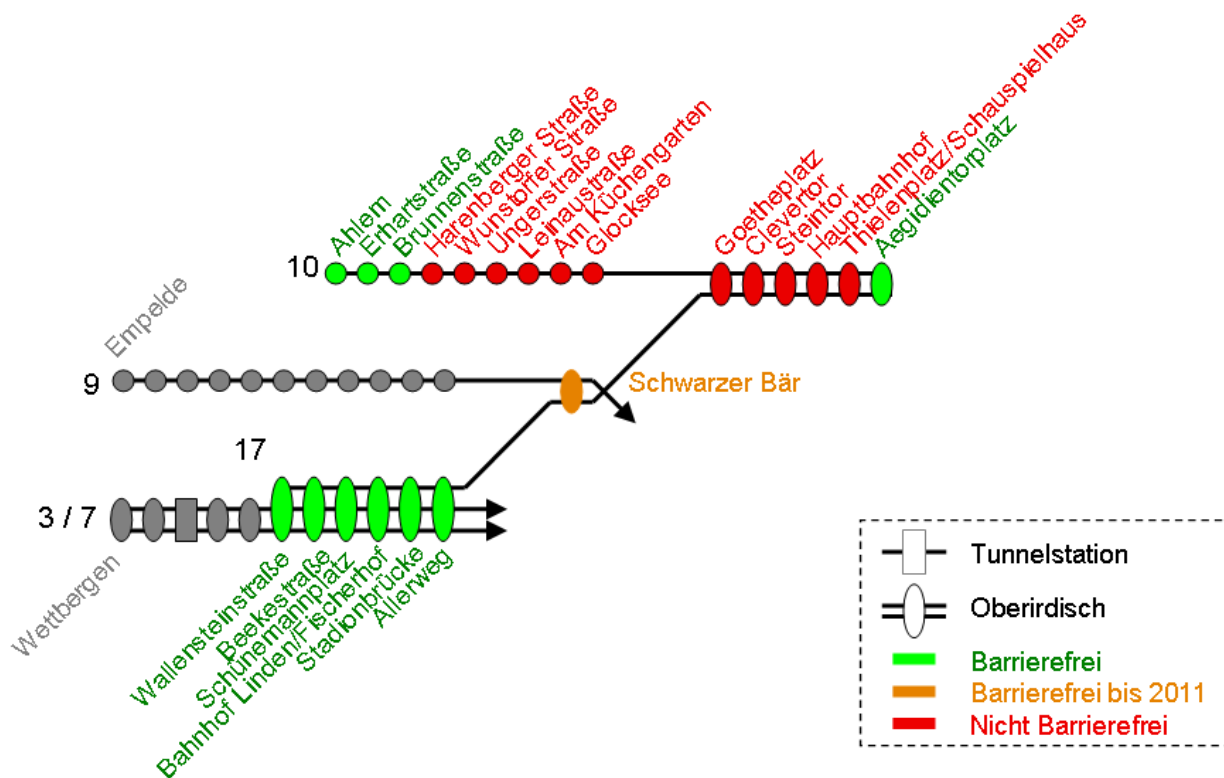 Ahlem
Erhartstraße
Brunnenstraße
Harenberger Straße
Wunstorfer Straße
Ungerstraße
Leinaustraße
Am Küchengarten
Glocksee
Goetheplatz
Clevertor
Steintor
Hauptbahnhof
Thielenplatz/Schauspielhaus
Aegidientorplatz
10
Empelde
9
Schwarzer Bär
17
3 / 7
Wettbergen
Wallensteinstraße
Beekestraße
Schünemannplatz
Bahnhof Linden/Fischerhof
Stadionbrücke
Allerweg
Tunnelstation
Oberirdisch
Barrierefrei
Barrierefrei bis 2011
Nicht Barrierefrei